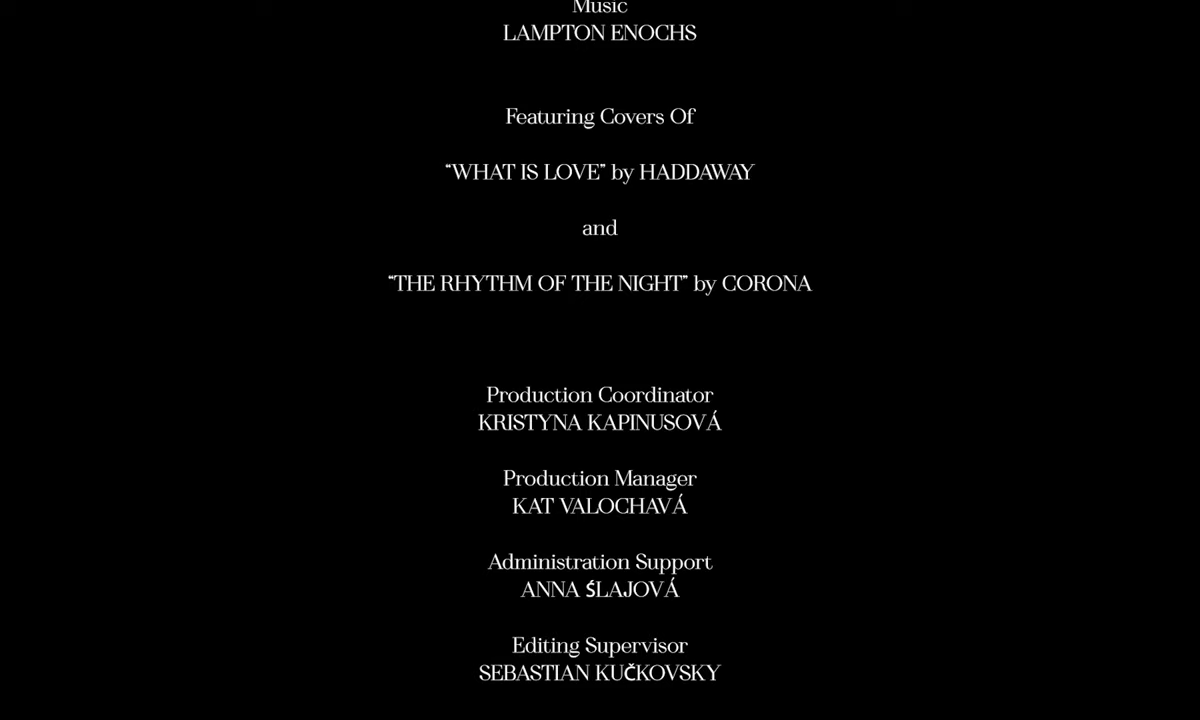 Music
LAMPTON ENOCHS
Featuring Covers Of
“WHAT IS LOVE” by HADDAWAY
and
“THE RHYTHM OF THE NIGHT” by CORONA
Production Coordinator
KRISTYNA KAPINUSOVÁ
Production Manager
KAT VALOCHAVÁ
Administration Support
ANNA ŚLAJOVÁ
Editing Supervisor
SEBASTIAN KUČKOVSKY